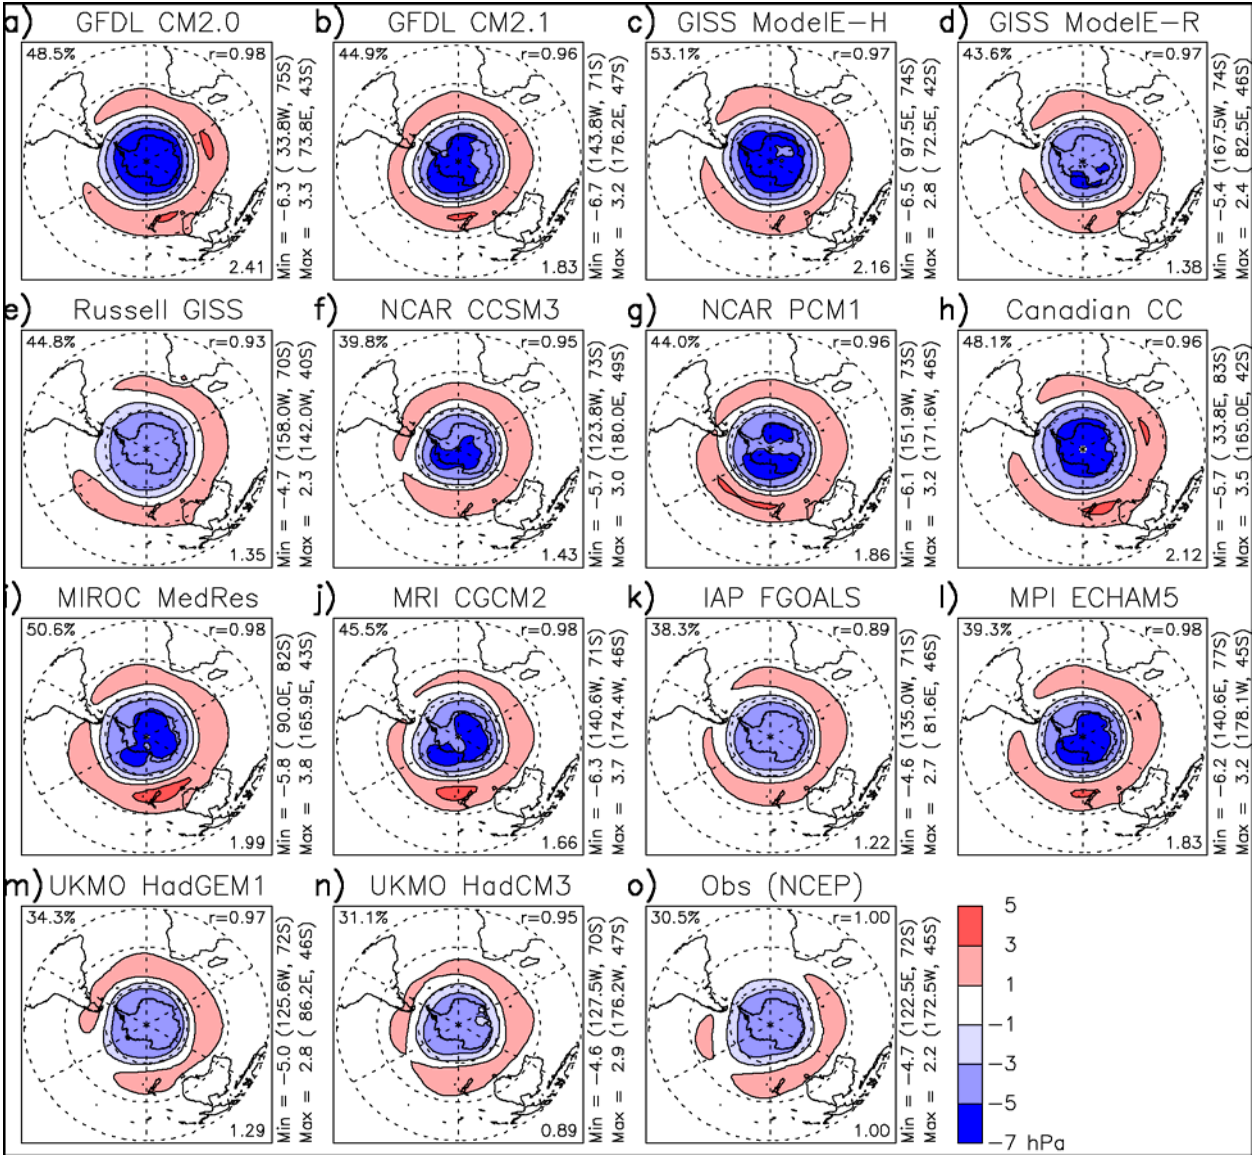 a) GFDL CM2.0
48.5% r=0.98
2.41
Min = −6.3 ( 33.8W, 75S)
Max = 3.3 ( 73.8E, 43S)
b) GFDL CM2.1
44.9% r=0.96
1.83
Min = −6.7 (143.8W, 71S)
Max = 3.2 (176.2E, 47S)
c) GISS ModelE−H
53.1% r=0.97
2.16
Min = −6.5 ( 97.5E, 74S)
Max = 2.8 ( 72.5E, 42S)
d) GISS ModelE−R
43.6% r=0.97
1.38
Min = −5.4 (167.5W, 74S)
Max = 2.4 ( 82.5E, 46S)
e) Russell GISS
44.8% r=0.93
1.35
Min = −4.7 (158.0W, 70S)
Max = 2.3 (142.0W, 40S)
f) NCAR CCSM3
39.8% r=0.95
1.43
Min = −5.7 (123.8W, 73S)
Max = 3.0 (180.0E, 49S)
g) NCAR PCM1
44.0% r=0.96
1.86
Min = −6.1 (151.9W, 73S)
Max = 3.2 (171.6W, 46S)
h) Canadian CC
48.1% r=0.96
2.12
Min = −5.7 ( 33.8E, 83S)
Max = 3.5 (165.0E, 42S)
i) MIROC MedRes
50.6% r=0.98
1.99
Min = −5.8 ( 90.0E, 82S)
Max = 3.8 (165.9E, 43S)
j) MRI CGCM2
45.5% r=0.98
1.66
Min = −6.3 (140.6W, 71S)
Max = 3.7 (174.4W, 46S)
k) IAP FGOALS
38.3% r=0.89
1.22
Min = −4.6 (135.0W, 71S)
Max = 2.7 ( 81.6E, 46S)
l) MPI ECHAM5
39.3% r=0.98
1.83
Min = −6.2 (140.6E, 77S)
Max = 3.2 (178.1W, 45S)
m) UKMO HadGEM1
34.3% r=0.97
1.29
Min = −5.0 (125.6W, 72S)
Max = 2.8 ( 86.2E, 46S)
n) UKMO HadCM3
31.1% r=0.95
0.89
Min = −4.6 (127.5W, 70S)
Max = 2.9 (176.2W, 47S)
o) Obs (NCEP)
30.5% r=1.00
1.00
Min = −4.7 (122.5E, 72S)
Max = 2.2 (172.5W, 45S)
5
3
1
−1
−3
−5
−7 hPa